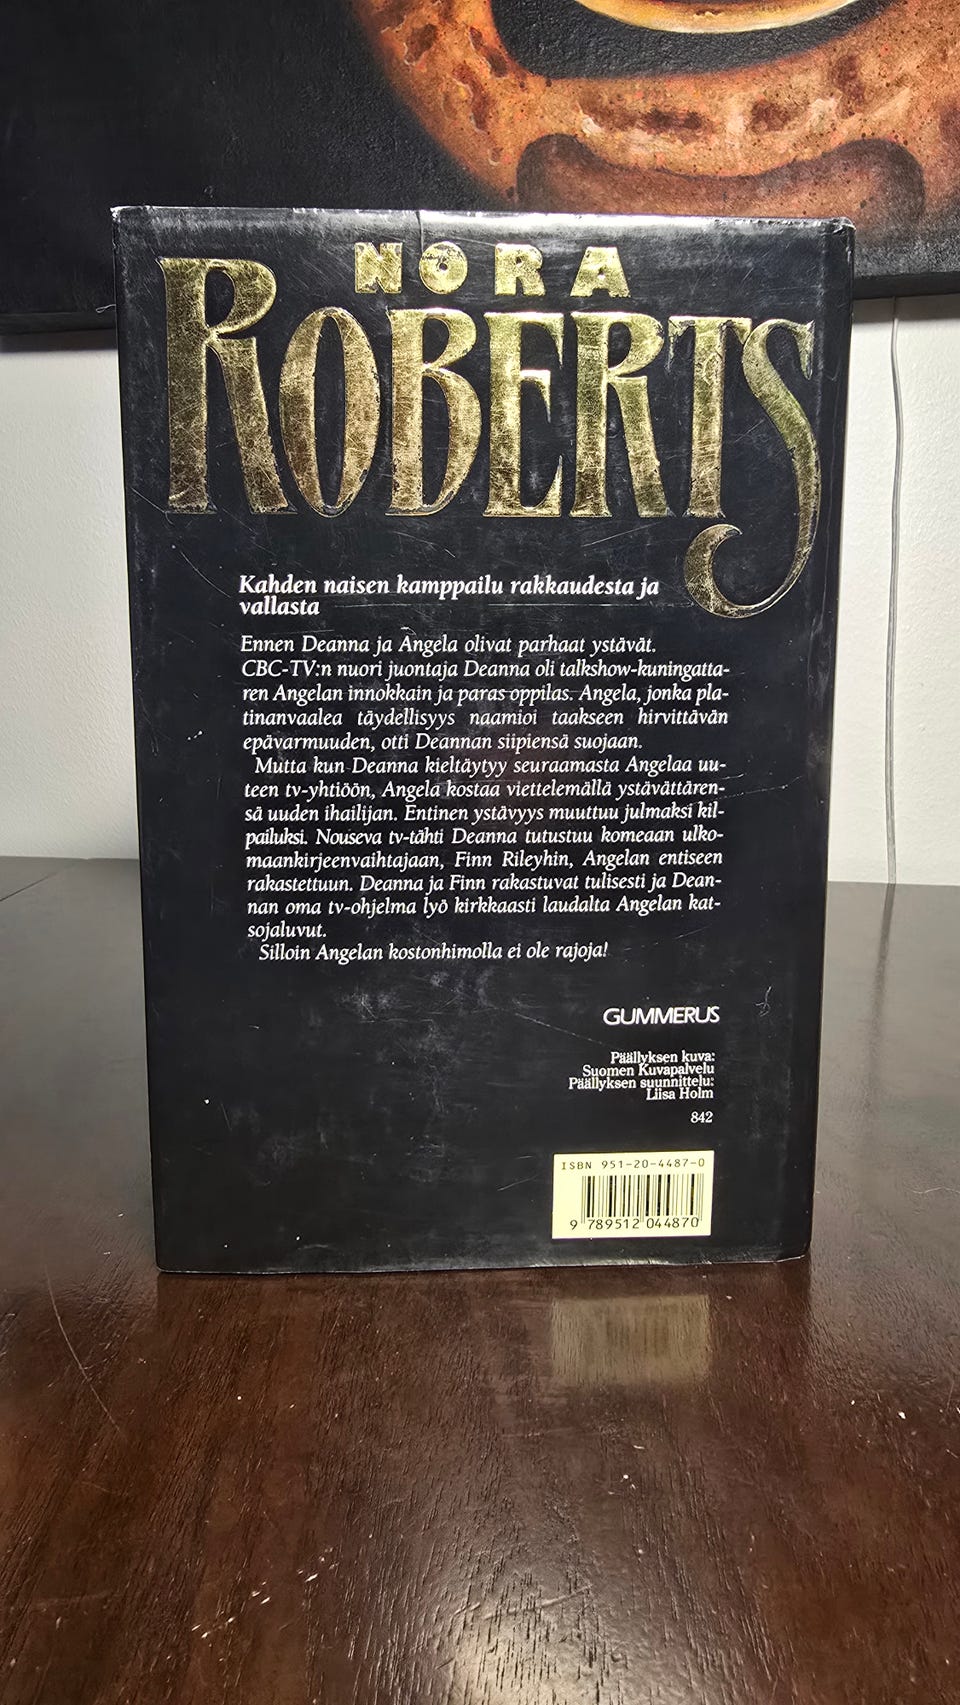 NORA
ROBERTS
Kahden naisen kamppailu rakkaudesta ja
vallasta
Ennen Deanna ja Angela olivat parhaat ystävät.
CBC-TV:n nuori juontaja Deanna oli talkshow-kuningatta-
ren Angelan innokkain ja paras oppilas. Angela, jonka pla-
tinanvaalea täydellisyys naamioi taakseen hirvittävän
epävarmuuden, otti Deannan siipiensä suojaan.
Mutta kun Deanna kieltäytyy seuraamasta Angelaa uu-
teen tv-yhtiöön, Angela kostaa viettelemällä ystävättären-
sä uuden ihailijan. Entinen ystävyys muuttuu julmaksi kil-
pailuksi. Nouseva tv-tähti Deanna tutustuu komeaan ulko-
maankirjeenvaihtajaan, Finn Rileyhin, Angelan entiseen
rakastettuun. Deanna ja Finn rakastuvat tulisesti ja Dean-
nan oma tv-ohjelma lyö kirkkaasti laudalta Angelan kat-
sojaluvut.
Silloin Angelan kostonhimolla ei ole rajoja!
GUMMERUS
Päällyksen kuva:
Suomen Kuvapalvelu
Päällyksen suunnittelu:
Liisa Holm
842
ISBN 951-20-4487-0
9 789512 044870